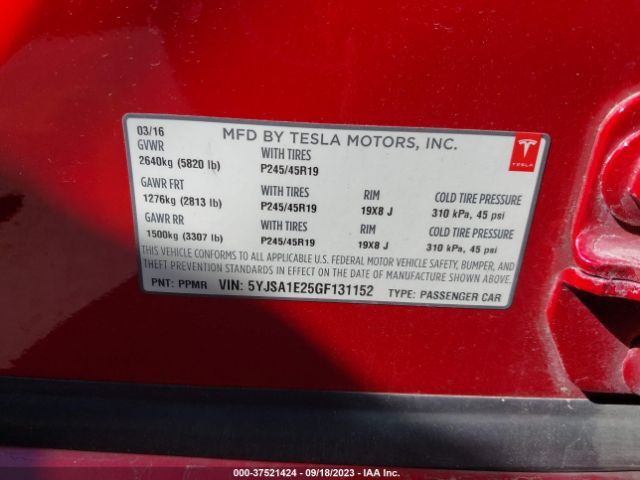 03/16
MFD BY TESLA MOTORS, INC.
TESLA
GVWR
WITH TIRES
2640kg (5820 lb)
P245/45R19
GAWR FRT
WITH TIRES
RIM
COLD TIRE PRESSURE
1276kg (2813 lb)
P245/45R19
19X8 J
310 kPa, 45 psi
GAWR RR
WITH TIRES
RIM
COLD TIRE PRESSURE
1500kg (3307 lb)
P245/45R19
19X8 J
310 kPa, 45 psi
THIS VEHICLE CONFORMS TO ALL APPLICABLE U.S. FEDERAL MOTOR VEHICLE SAFETY, BUMPER, AND
THEFT PREVENTION STANDARDS IN EFFECT ON THE DATE OF MANUFACTURE SHOWN ABOVE.
PNT: PPMR VIN: 5YJSA1E25GF131152 TYPE: PASSENGER CAR
000-37521424 - 09/18/2023 - IAA Inc.